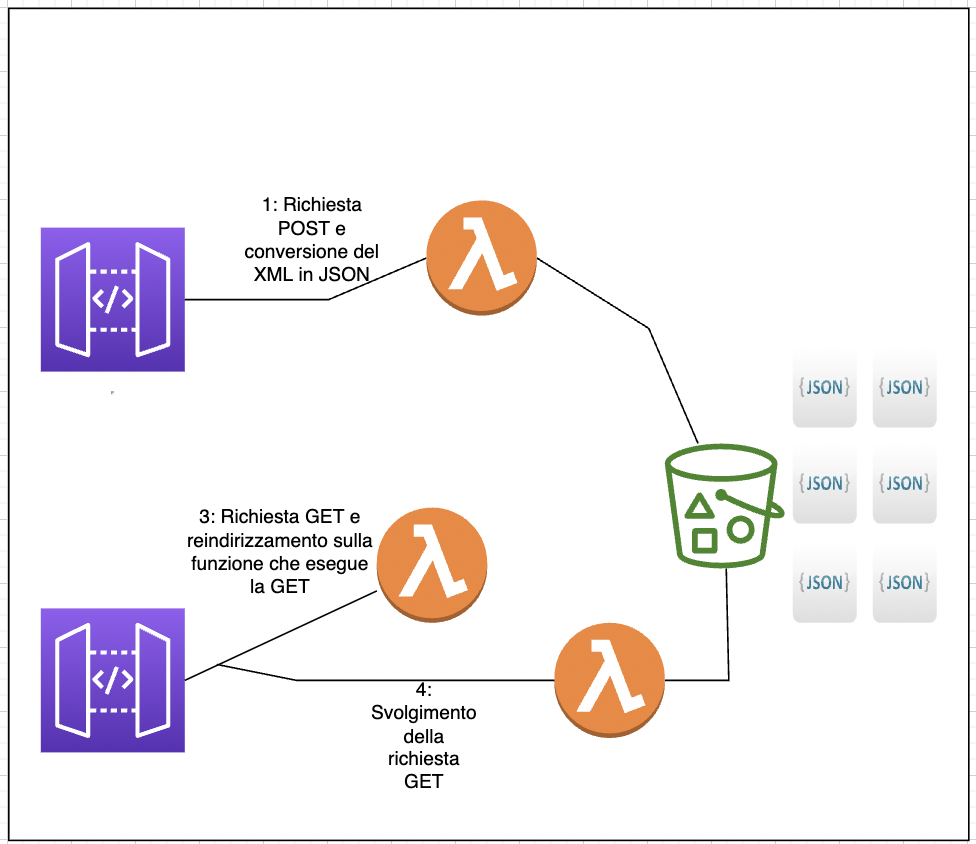 1: Richiesta
POST e
conversione del
XML in JSON
{JSON} {JSON}
</>
{JSON} {JSON}
3: Richiesta GET e
reindirizzamento sulla
funzione che esegue
la GET
{JSON} {JSON}
</>
4:
Svolgimento
della
richiesta
GET